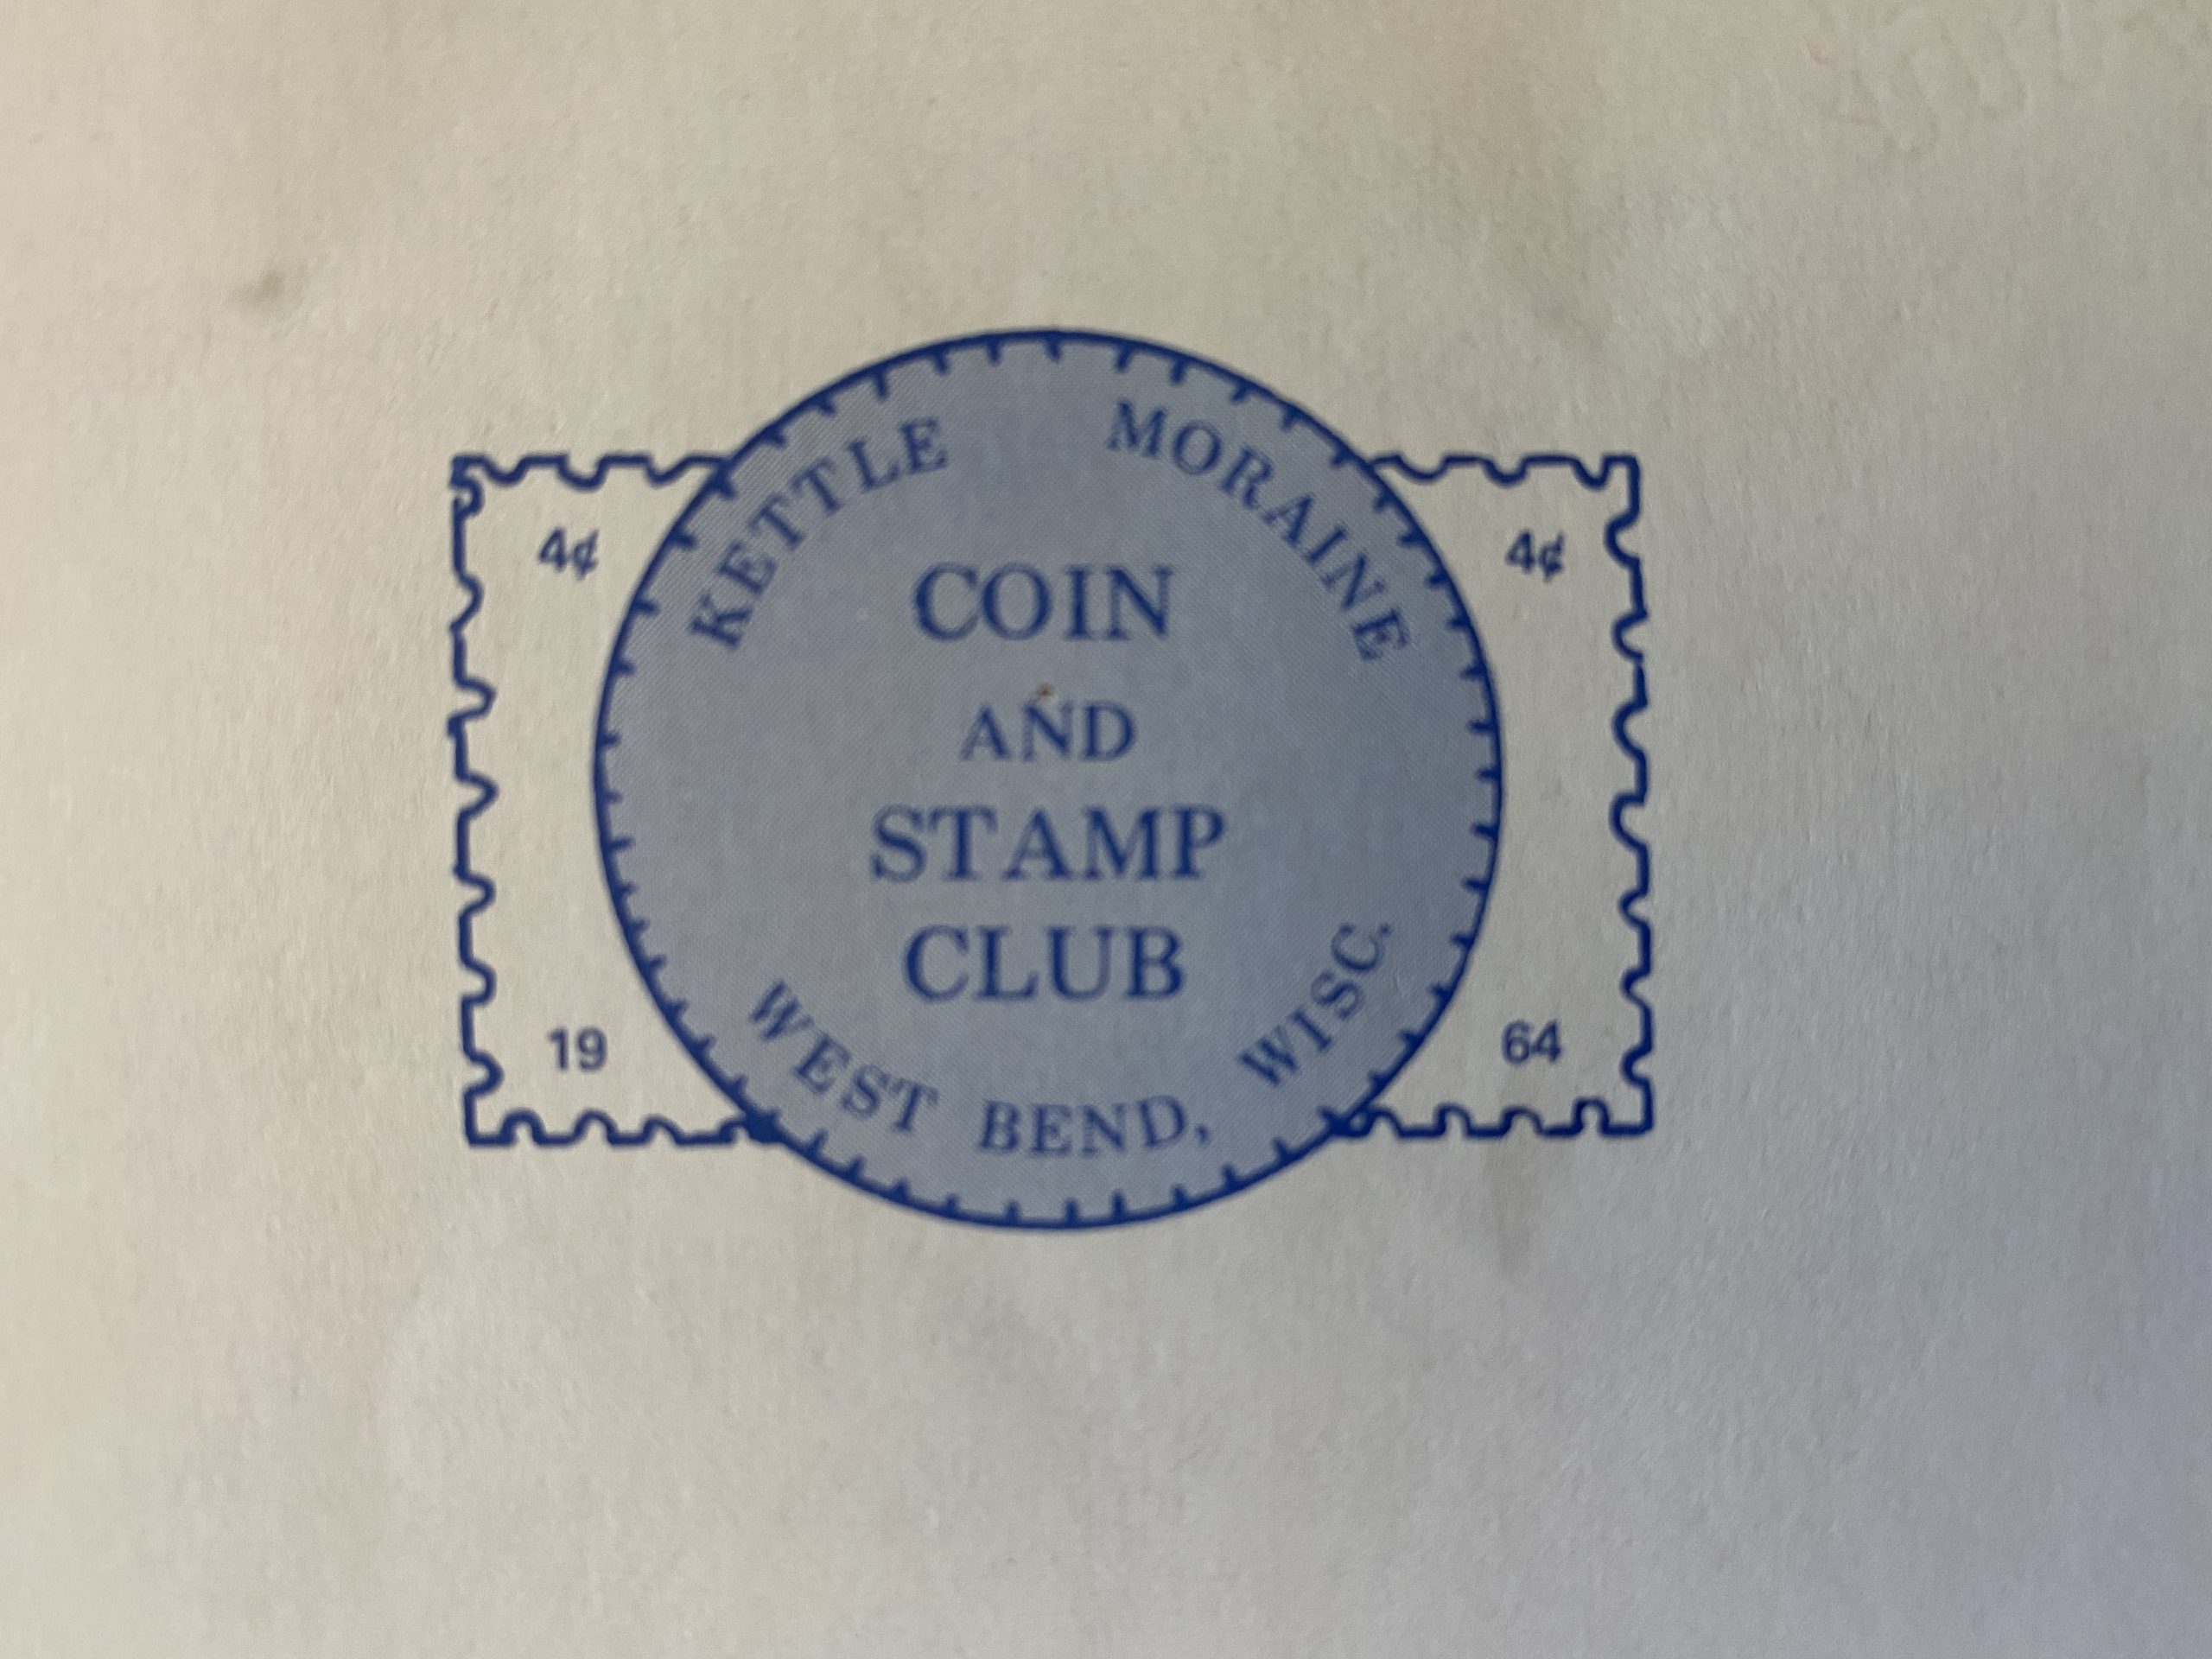 4¢ 4¢
KETTLE MORAINE
COIN
AND
STAMP
CLUB
WEST BEND, WISC.
19 64